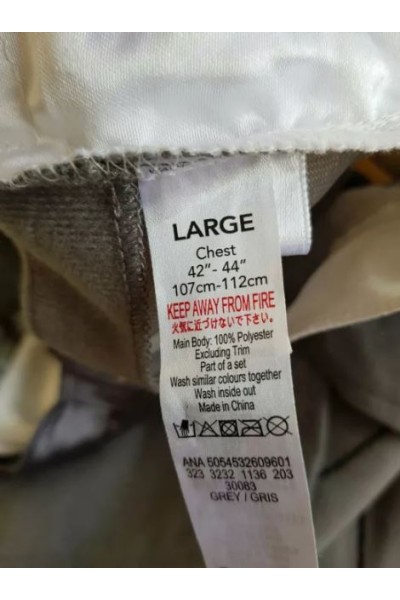 LARGE
Chest
42"- 44"
107cm-112cm
KEEP AWAY FROM FIRE
火気に近づけないで下さい。
Main Body: 100% Polyester
Excluding Trim
Part of a set
Wash similar colours together
Wash inside out
Made in China
ANA 5054532609601
323 3232 1136 203
30083
GREY / GRIS